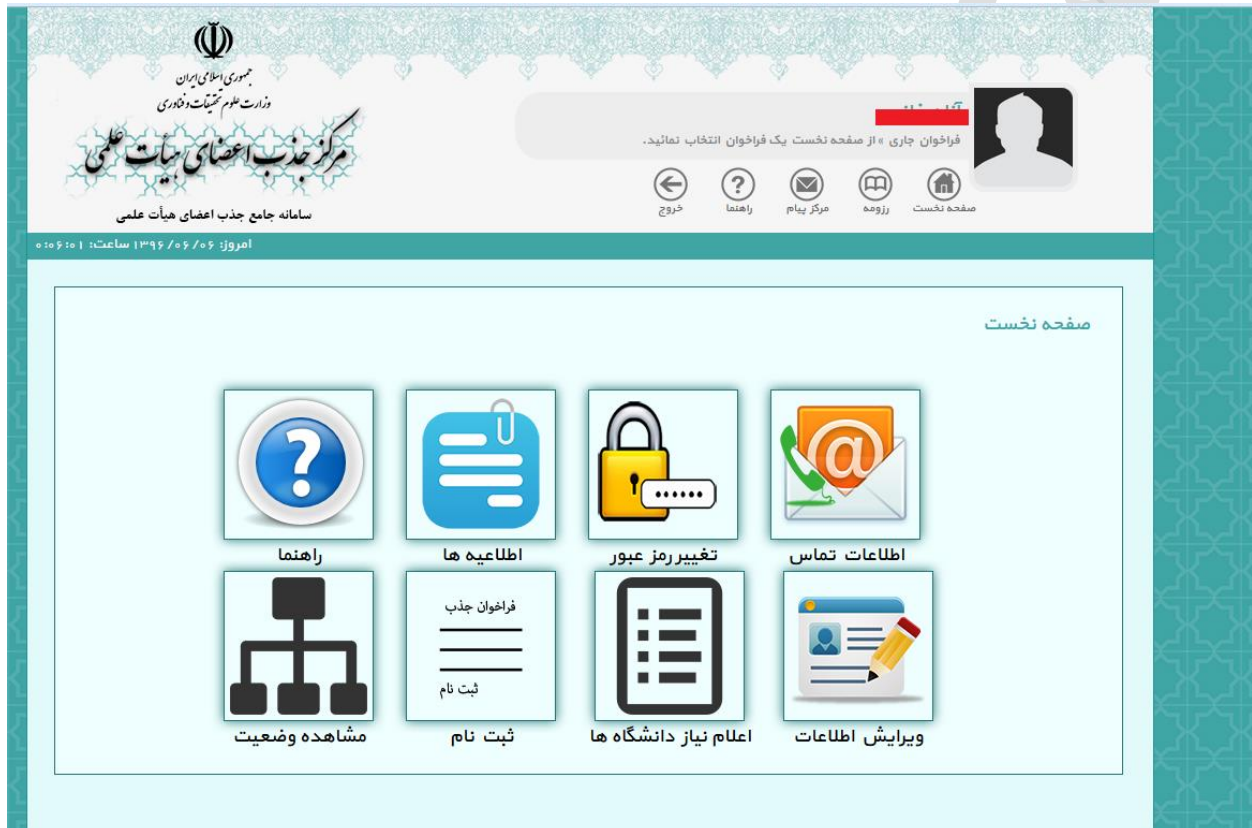 جمهوری اسلامی ایران
وزارت علوم تحقیقات و فناوری
مرکز جذب اعضای هیأت علمی
سامانه جامع جذب اعضای هیأت علمی
فراخوان جاری » از صفحه نخست یک فراخوان انتخاب نمائید.
صفحه نخست رزومه مرکز پیام راهنما خروج
امروز: ۱۳۹۶/۰۶/۰۶ ساعت: ۰:۰۶:۰۱
صفحه نخست
اطلاعات تماس تغییر رمز عبور اطلاعیه ها راهنما
فراخوان جذب
ثبت نام
ویرایش اطلاعات اعلام نیاز دانشگاه ها ثبت نام مشاهده وضعیت